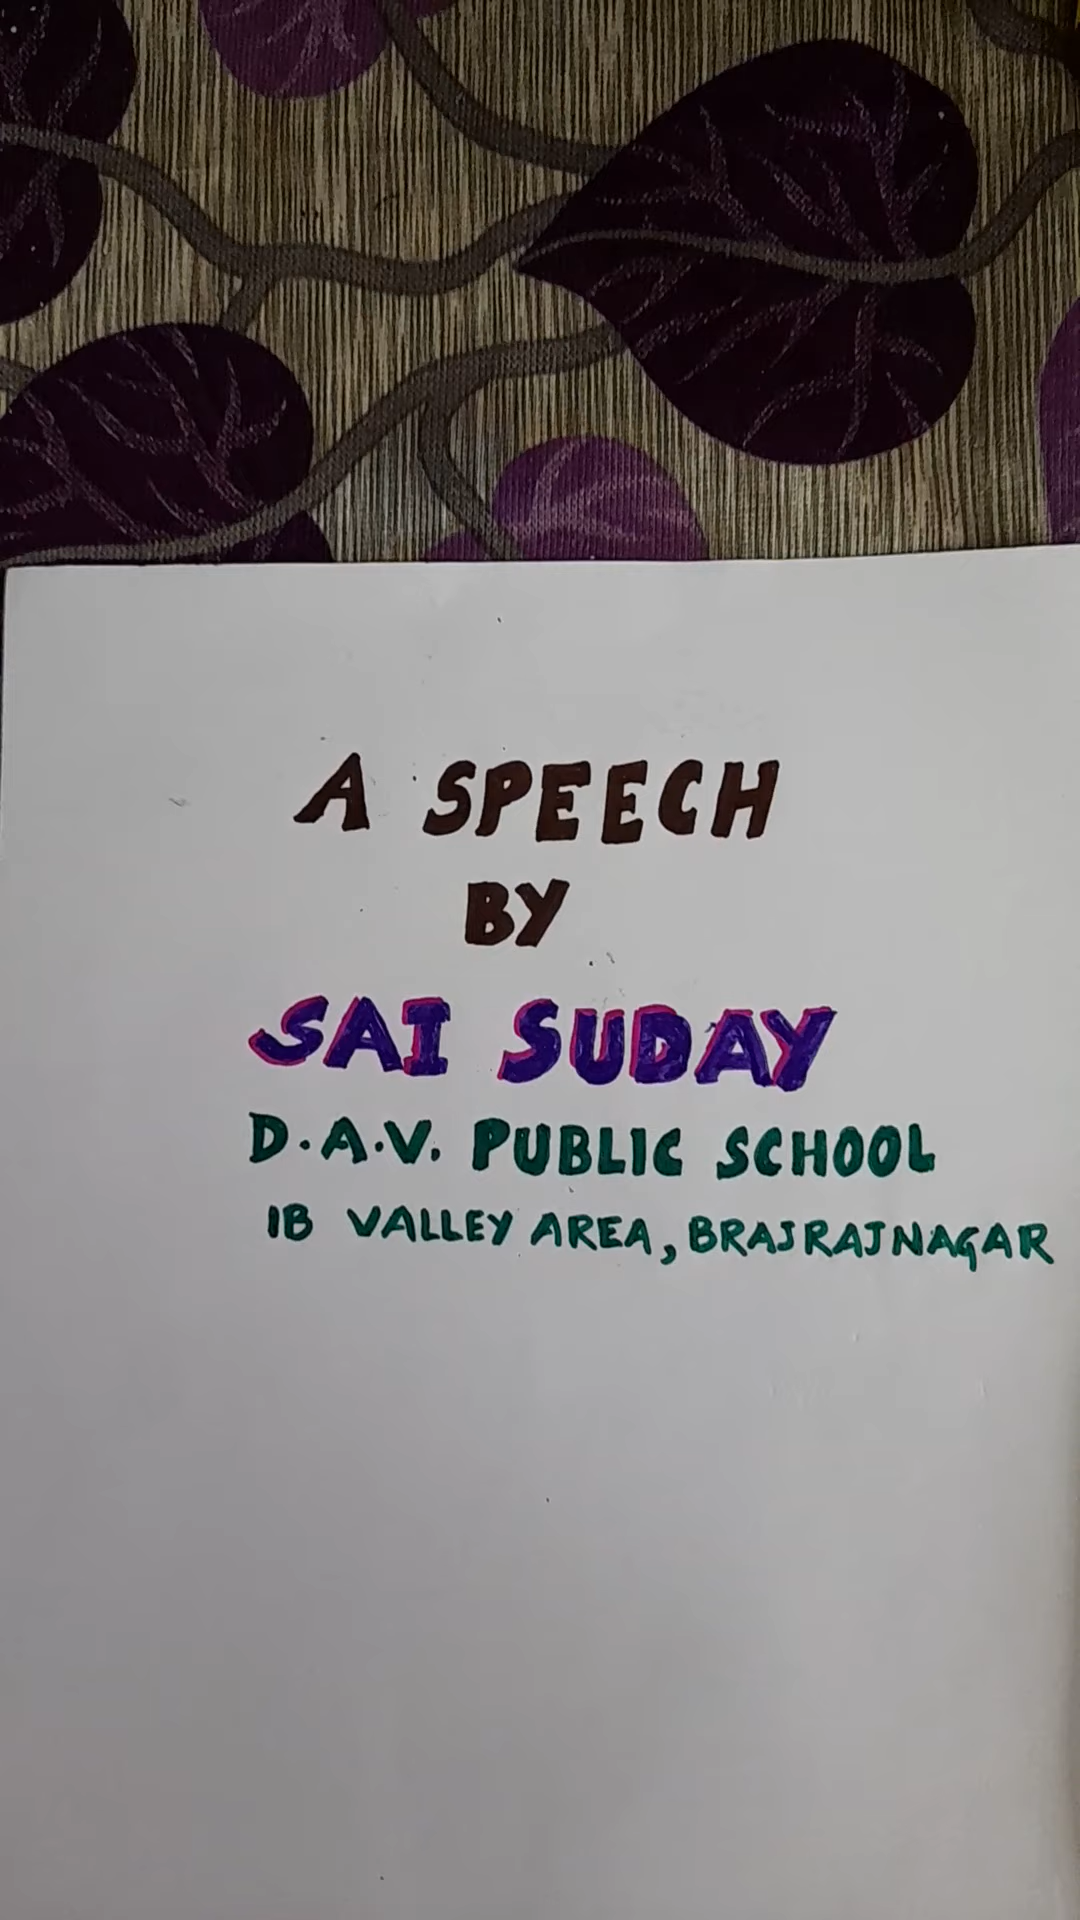 A SPEECH
BY
SAI SUDAY
D.A.V. PUBLIC SCHOOL
IB VALLEY AREA, BRAJRAJNAGAR